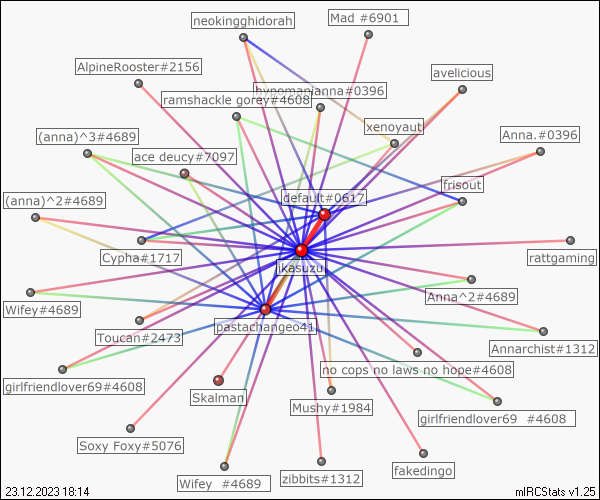 neokingghidorah
Mad #6901
AlpineRooster#2156
avelicious
hypomanianna#0396
ramshackle gorey#4608
xenoyaut
(anna)^3#4689
Anna.#0396
ace deucy#7097
frisout
default#0617
(anna)^2#4689
Cypha#1717
rattgaming
jkasuzu
Anna^2#4689
Wifey#4689
pastachangeo41
Toucan#2473
Annarchist#1312
no cops no laws no hope#4608
girlfriendlover69#4608
Skalman
Mushy#1984
girlfriendlover69 #4608
Soxy Foxy#5076
fakedingo
zibbits#1312
Wifey #4689
23.12.2023 18:14
mIRCStats v1.25